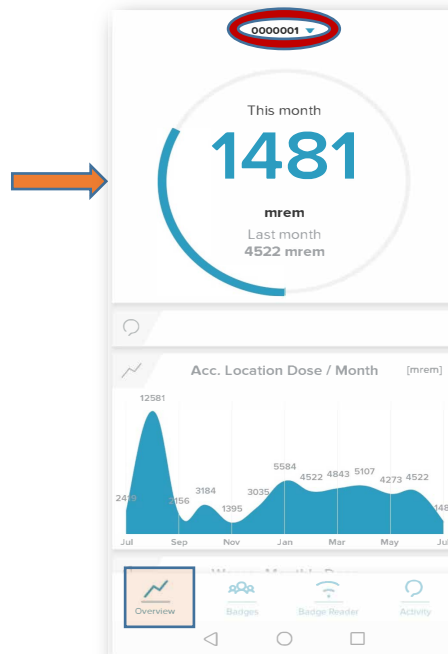 0000001
This month
1481
mrem
Last month
4522 mrem
Acc. Location Dose / Month [mrem]
12581
5584
4522 4843 5107 4273 4522
3184
3035
1395
Jul Sep Nov Jan Mar May
Overview Badges Badge Reader Activity